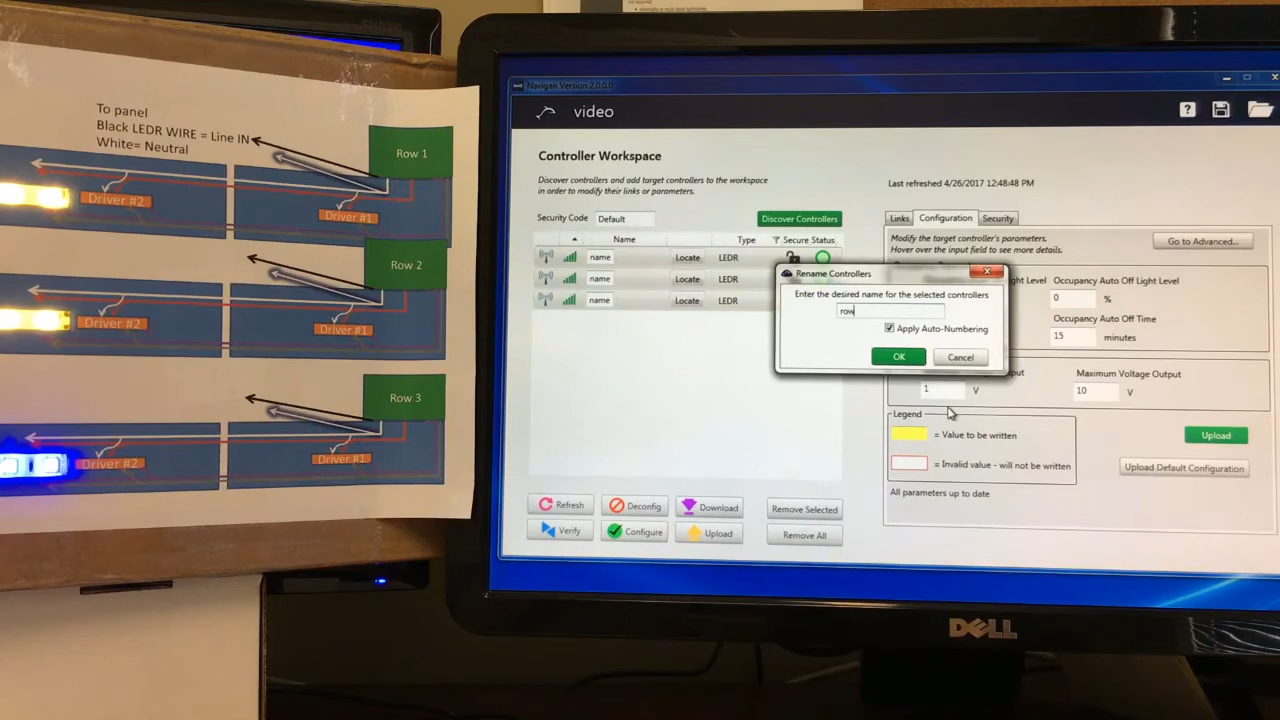 To panel
Black LEDR WIRE = Line IN
White= Neutral
Row 1
Driver #2
Driver #1
Row 2
Driver #2
Driver #1
Row 3
Driver #2
Driver #1
Navigan Version 2.0.0.0
video
?
Controller Workspace
Discover controllers and add target controllers to the workspace
in order to modify their links or parameters.
Last refreshed 4/26/2017 12:48:48 PM
Security Code Default Discover Controllers
Links Configuration Security
Name Type Secure Status
name Locate LEDR
name Locate LEDR
name Locate LEDR
Modify the target controller's parameters.
Hover over the input field to see more details.
Go to Advanced...
Light Level Occupancy Auto Off Light Level
0 %
Occupancy Auto Off Time
15 minutes
Rename Controllers
Enter the desired name for the selected controllers
row
Apply Auto-Numbering
OK Cancel
Maximum Voltage Output
1 V 10 V
Legend
= Value to be written
= Invalid value - will not be written
Upload
Upload Default Configuration
All parameters up to date
Refresh Deconfig Download Remove Selected
Verify Configure Upload Remove All
DELL